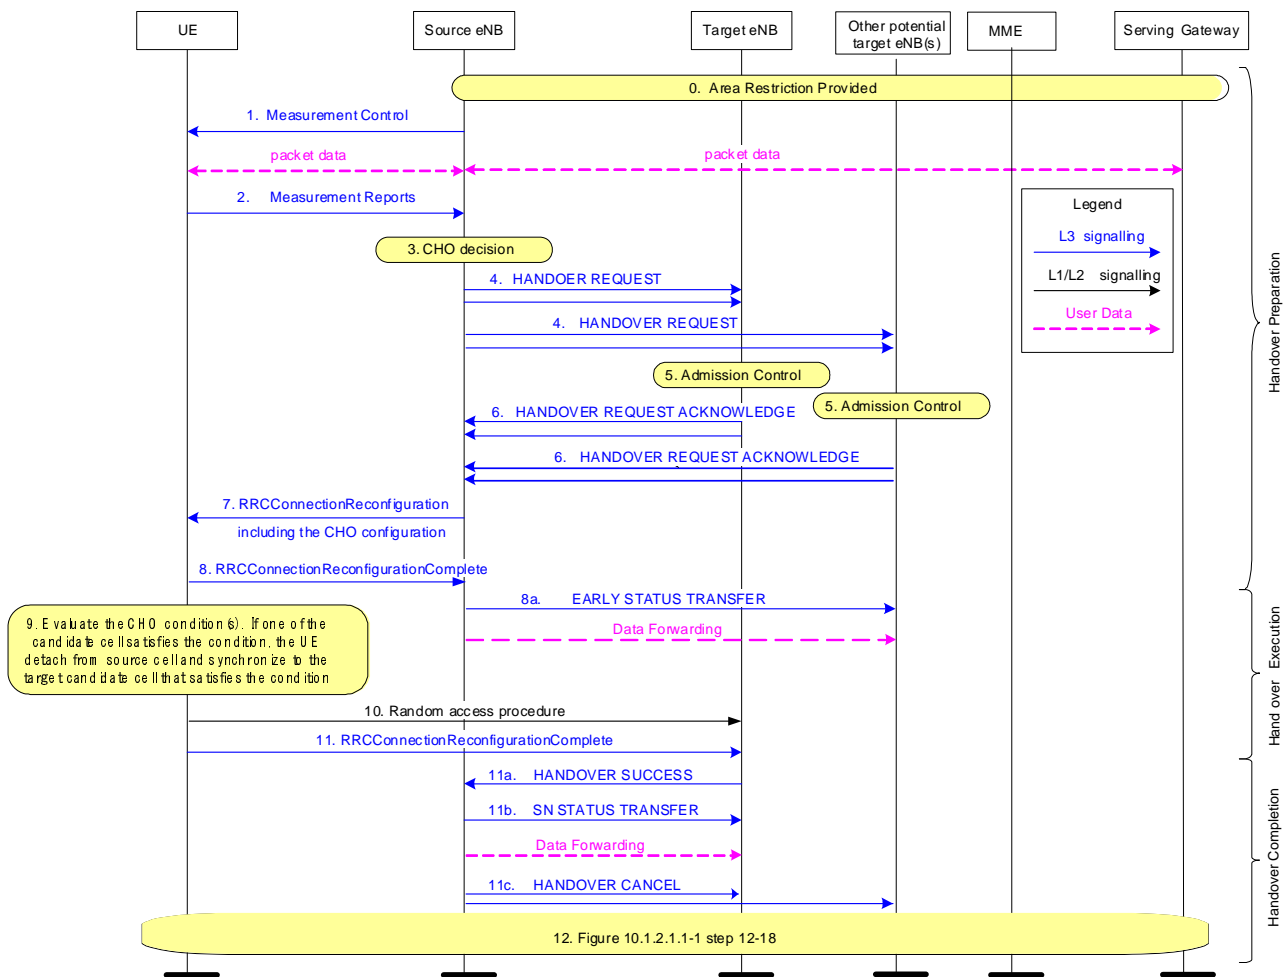 UE
Source eNB
Target eNB
Other potential
target eNB(s)
MME
Serving Gateway
0. Area Restriction Provided
1. Measurement Control
packet data
packet data
2. Measurement Reports
Legend
L3 signalling
L1/L2 signalling
User Data
3. CHO decision
4. HANDOER REQUEST
4. HANDOVER REQUEST
5. Admission Control
5. Admission Control
6. HANDOVER REQUEST ACKNOWLEDGE
6. HANDOVER REQUEST ACKNOWLEDGE
7. RRCConnectionReconfiguration
including the CHO configuration
8. RRCConnectionReconfigurationComplete
Handover Preparation
8a. EARLY STATUS TRANSFER
Data Forwarding
9. Evaluate the CHO condition(s). If one of the
candidate cell satisfies the condition, the UE
detach from source cell and synchronize to the
target candidate cell that satisfies the condition
10. Random access procedure
11. RRCConnectionReconfigurationComplete
Hand over Execution
11a. HANDOVER SUCCESS
11b. SN STATUS TRANSFER
Data Forwarding
11c. HANDOVER CANCEL
Handover Completion
12. Figure 10.1.2.1.1-1 step 12-18